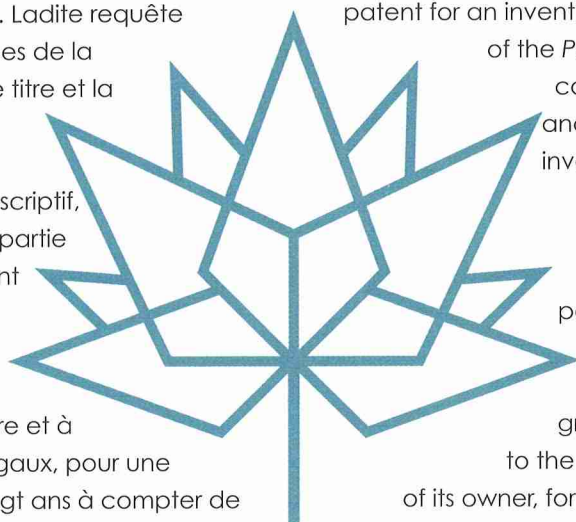 . Ladite requête
es de la
e titre et la
scriptif,
partie
nt
re et à
gaux, pour une
gt ans à compter de
patent for an invent
of the P
co
and
inv
p
gr
to the
of its owner, for